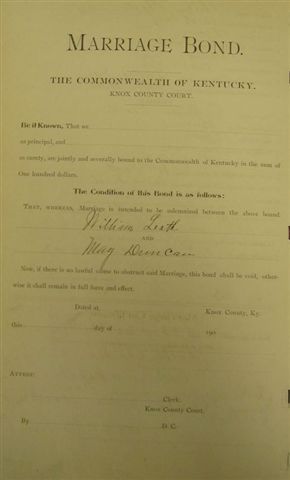 MARRIAGE BOND.
THE COMMONWEALTH OF KENTUCKY,
KNOX COUNTY COURT.
Be it Known, That we
as principal, and
as surety, are jointly and severally bound to the Commonwealth of Kentucky in the sum of
One hundred dollars.
The Condition of this Bond is as follows:
THAT, WHEREAS, Marriage is intended to be solemnized between the above bound
William
AND
May Duncan
Now, if there is no lawful cause to obstruct said Marriage, this bond shall be void, other-
wise it shall remain in full force and effect.
Dated at Knox County, Ky.
this day of 190
ATTEST:
Clerk.
Knox County Court.
By D. C.